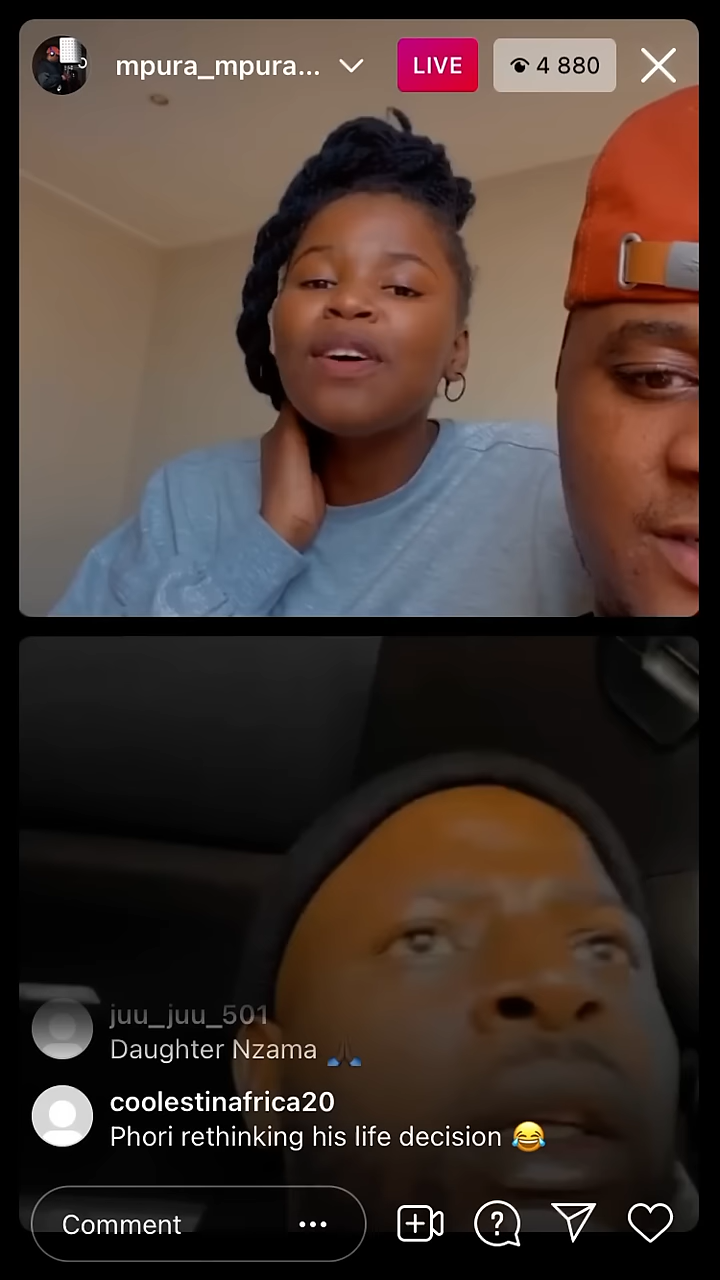 mpura_mpura...
LIVE
4 880
juu_juu_501
Daughter Nzama 🙏🏿
coolestinafrica20
Phori rethinking his life decision 😂
Comment